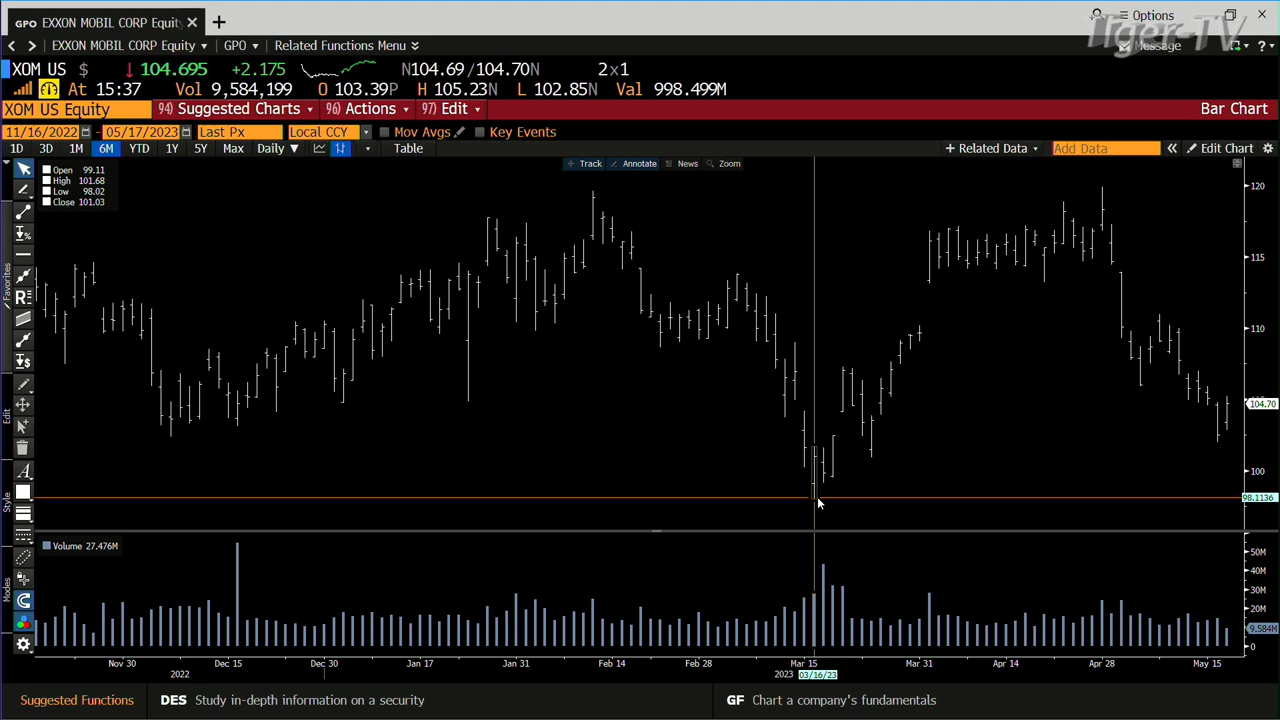 GPO EXXON MOBIL CORP Equity × +
Options
Tiger-TV
< > EXXON MOBIL CORP Equity GPO Related Functions Menu Message ?
XOM US $ ↓ 104.695 +2.175 N104.69/104.70N 2x1
At 15:37 Vol 9,584,199 O 103.39P H 105.23N L 102.85N Val 998.499M
XOM US Equity 94) Suggested Charts 96) Actions 97) Edit Bar Chart
11/16/2022 - 05/17/2023 Last Px Local CCY Mov Avgs Key Events
1D 3D 1M 6M YTD 1Y 5Y Max Daily ▼ Table + Related Data Add Data « Edit Chart
Track Annotate News Zoom
Open 99.11
High 101.68
Low 98.02
Close 101.03
Favorites
Edit
Style
Modes
120
115
110
104.70
100
98.1136
Volume 27.476M
50M
40M
30M
20M
9.584M
0
Nov 30 Dec 15 Dec 30 Jan 17 Jan 31 Feb 14 Feb 28 Mar 15 Mar 31 Apr 14 Apr 28 May 15
2022 2023 03/16/23
Suggested Functions DES Study in-depth information on a security GF Chart a company's fundamentals